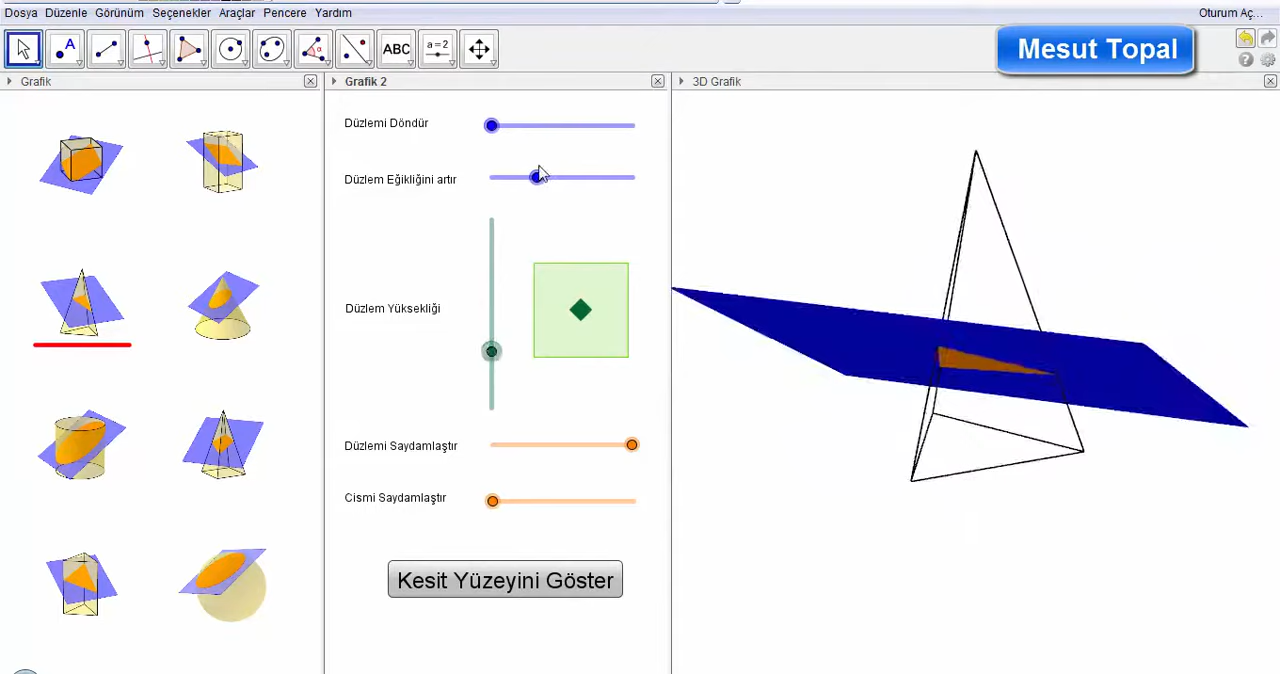 Dosya Düzenle Görünüm Seçenekler Araçlar Pencere Yardım
Oturum Aç...
A
ABC
a=2
Mesut Topal
Grafik
Grafik 2
3D Grafik
Düzlemi Döndür
Düzlem Eğikliğini artır
Düzlem Yüksekliği
Düzlemi Saydamlaştır
Cismi Saydamlaştır
Kesit Yüzeyini Göster